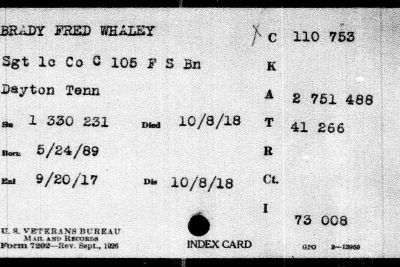 BRADY FRED WHALEY
Sgt 1c Co C 105 F S Bn
Dayton Tenn
Sn 1 330 231 Died 10/8/18
Born 5/24/89
Enl 9/20/17 Dis 10/8/18
U. S. VETERANS BUREAU
MAIL AND RECORDS
Form 7202—Rev. Sept., 1926
INDEX CARD
X C 110 753
K
A 2 751 488
T 41 266
R
Ct.
I 73 008
GPO